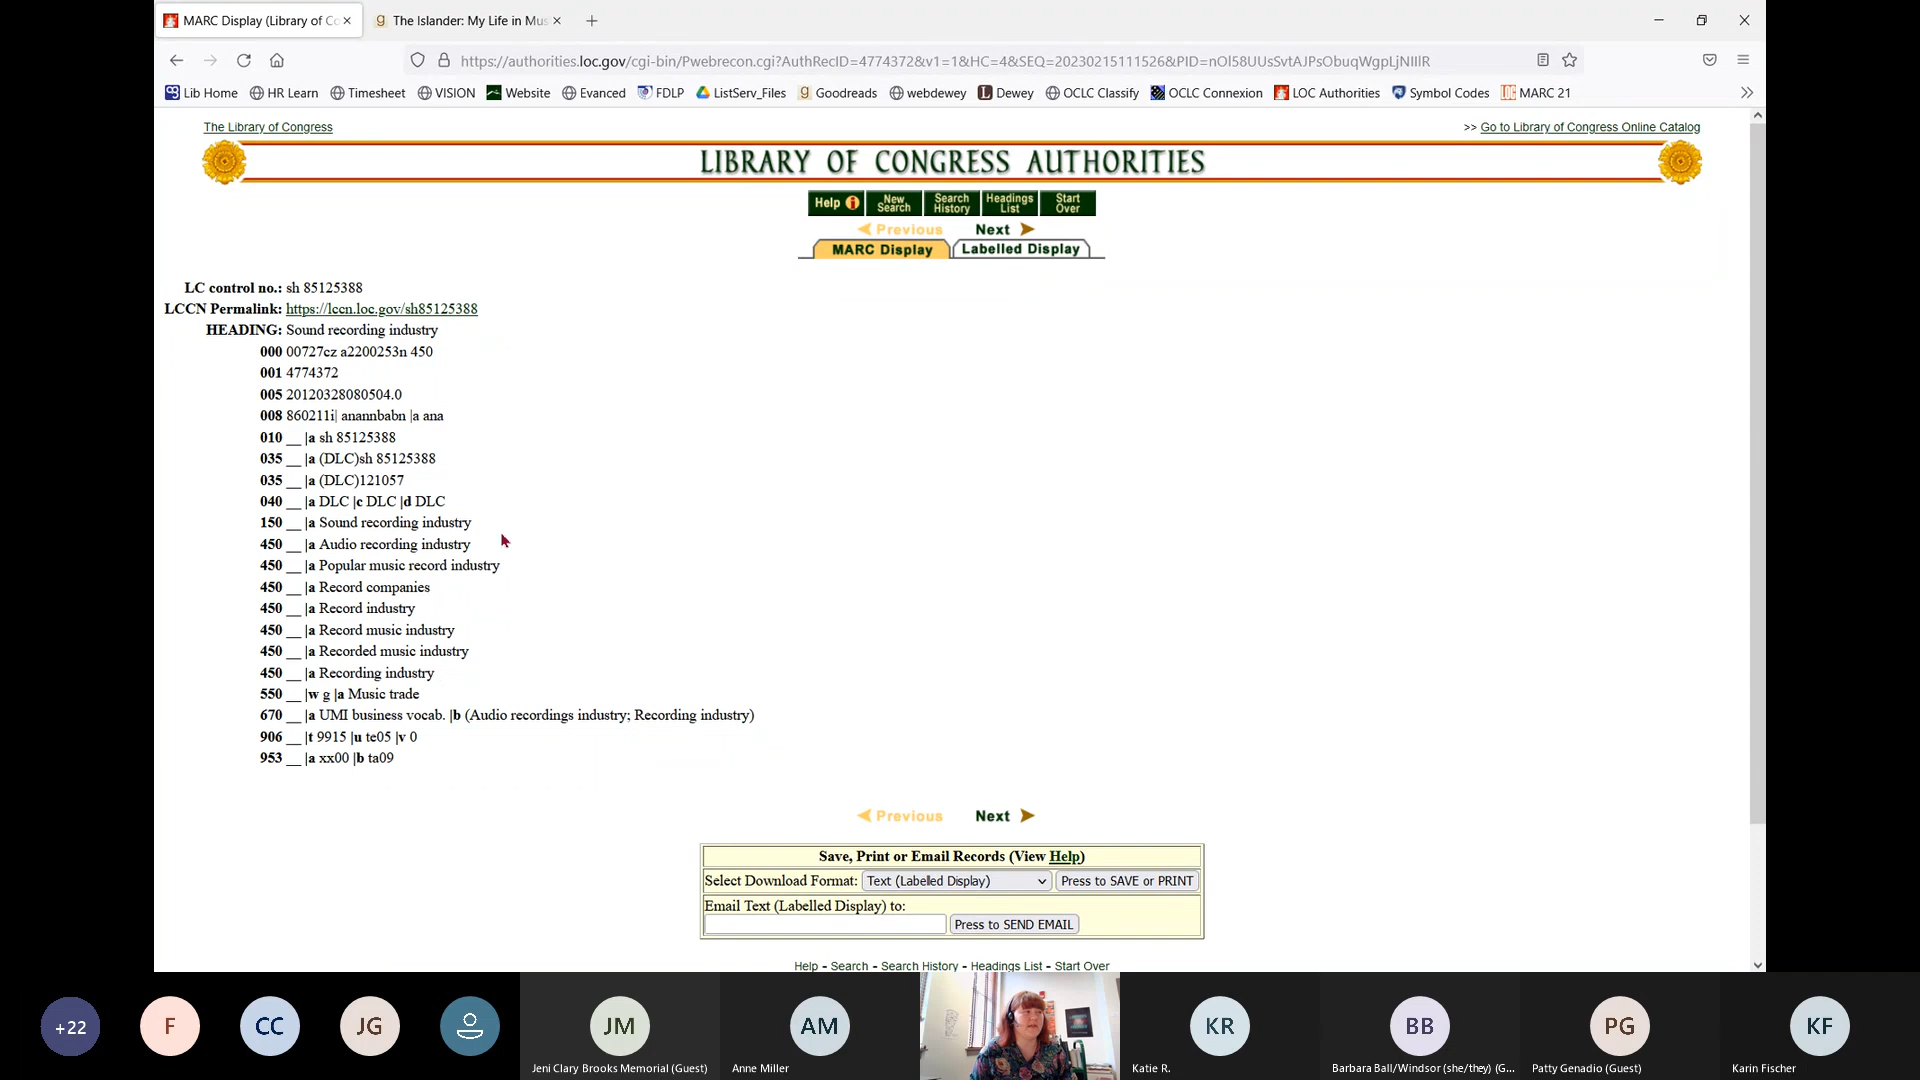 MARC Display (Library of Co
The Islander: My Life in Mus
https://authorities.loc.gov/cgi-bin/Pwebrecon.cgi?AuthRecID=4774372&v1=1&HC=4&SEQ=20230215111526&PID=nOl58UUsSvtAJPsObuqWgpLjNIIlR
Lib Home HR Learn Timesheet VISION Website Evanced FDLP ListServ_Files Goodreads webdewey Dewey OCLC Classify OCLC Connexion LOC Authorities Symbol Codes MARC 21
The Library of Congress
>> Go to Library of Congress Online Catalog
LIBRARY OF CONGRESS AUTHORITIES
Help New Search Search History Headings List Start Over
Previous Next
MARC Display Labelled Display
LC control no.: sh 85125388
LCCN Permalink: https://lccn.loc.gov/sh85125388
HEADING: Sound recording industry
000 00727cz a2200253n 450
001 4774372
005 20120328080504.0
008 860211i| anannbabn |a ana
010 __ |a sh 85125388
035 __ |a (DLC)sh 85125388
035 __ |a (DLC)121057
040 __ |a DLC |c DLC |d DLC
150 __ |a Sound recording industry
450 __ |a Audio recording industry
450 __ |a Popular music record industry
450 __ |a Record companies
450 __ |a Record industry
450 __ |a Record music industry
450 __ |a Recorded music industry
450 __ |a Recording industry
550 __ |w g |a Music trade
670 __ |a UMI business vocab. |b (Audio recordings industry; Recording industry)
906 __ |t 9915 |u te05 |v 0
953 __ |a xx00 |b ta09
Previous Next
Save, Print or Email Records (View Help)
Select Download Format: Text (Labelled Display) Press to SAVE or PRINT
Email Text (Labelled Display) to:
Press to SEND EMAIL
Help - Search - Search History - Headings List - Start Over
+22 F CC JG JM AM KR BB PG KF
Jeni Clary Brooks Memorial (Guest) Anne Miller Katie R. Barbara Ball/Windsor (she/they) (G... Patty Genadio (Guest) Karin Fischer